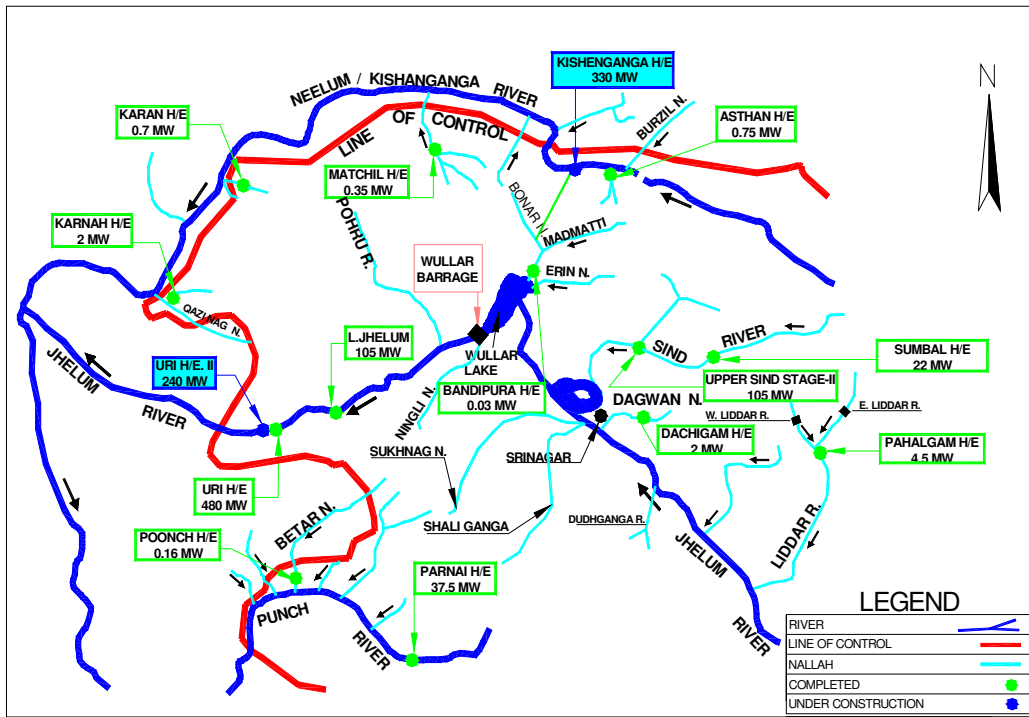 KISHENGANGA H/E
330 MW
N
NEELUM / KISHANGANGA RIVER
LINE OF CONTROL
BURZIL N.
ASTHAN H/E
0.75 MW
KARAN H/E
0.7 MW
MATCHIL H/E
0.35 MW
BONAR N.
MADMATTI
POHRU R.
KARNAH H/E
2 MW
WULLAR
BARRAGE
ERIN N.
QAZI NAG N.
L.JHELUM
105 MW
WULLAR
LAKE
SIND RIVER
SUMBAL H/E
22 MW
JHELUM RIVER
URI H/E. II
240 MW
BANDIPURA H/E
0.03 MW
UPPER SIND STAGE-II
105 MW
NINGLI N.
DAGWAN N.
W. LIDDAR R.
E. LIDDAR R.
DACHIGAM H/E
2 MW
PAHALGAM H/E
4.5 MW
SUKHNAG N.
SRINAGAR
URI H/E
480 MW
BETAR N.
SHALI GANGA
DUDHGANGA R.
LIDDAR R.
JHELUM RIVER
POONCH H/E
0.16 MW
PARNAI H/E
37.5 MW
PUNCH RIVER
LEGEND
RIVER
LINE OF CONTROL
NALLAH
COMPLETED
UNDER CONSTRUCTION